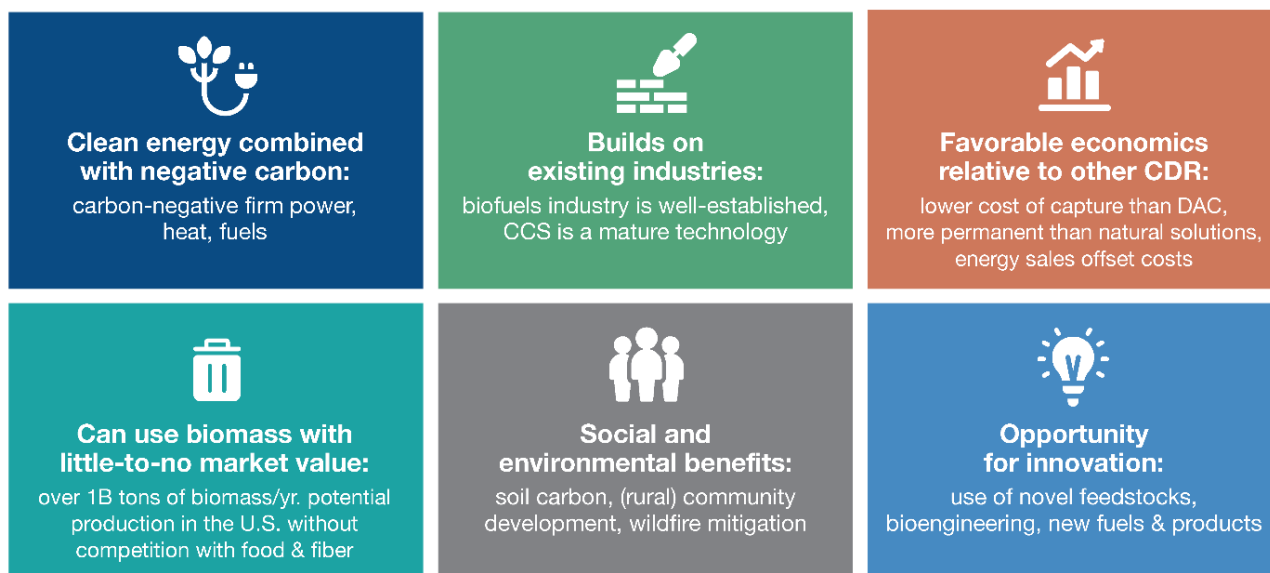 Clean energy combined
with negative carbon:
carbon-negative firm power,
heat, fuels
Builds on
existing industries:
biofuels industry is well-established,
CCS is a mature technology
Favorable economics
relative to other CDR:
lower cost of capture than DAC,
more permanent than natural solutions,
energy sales offset costs
Can use biomass with
little-to-no market value:
over 1B tons of biomass/yr. potential
production in the U.S. without
competition with food & fiber
Social and
environmental benefits:
soil carbon, (rural) community
development, wildfire mitigation
Opportunity
for innovation:
use of novel feedstocks,
bioengineering, new fuels & products